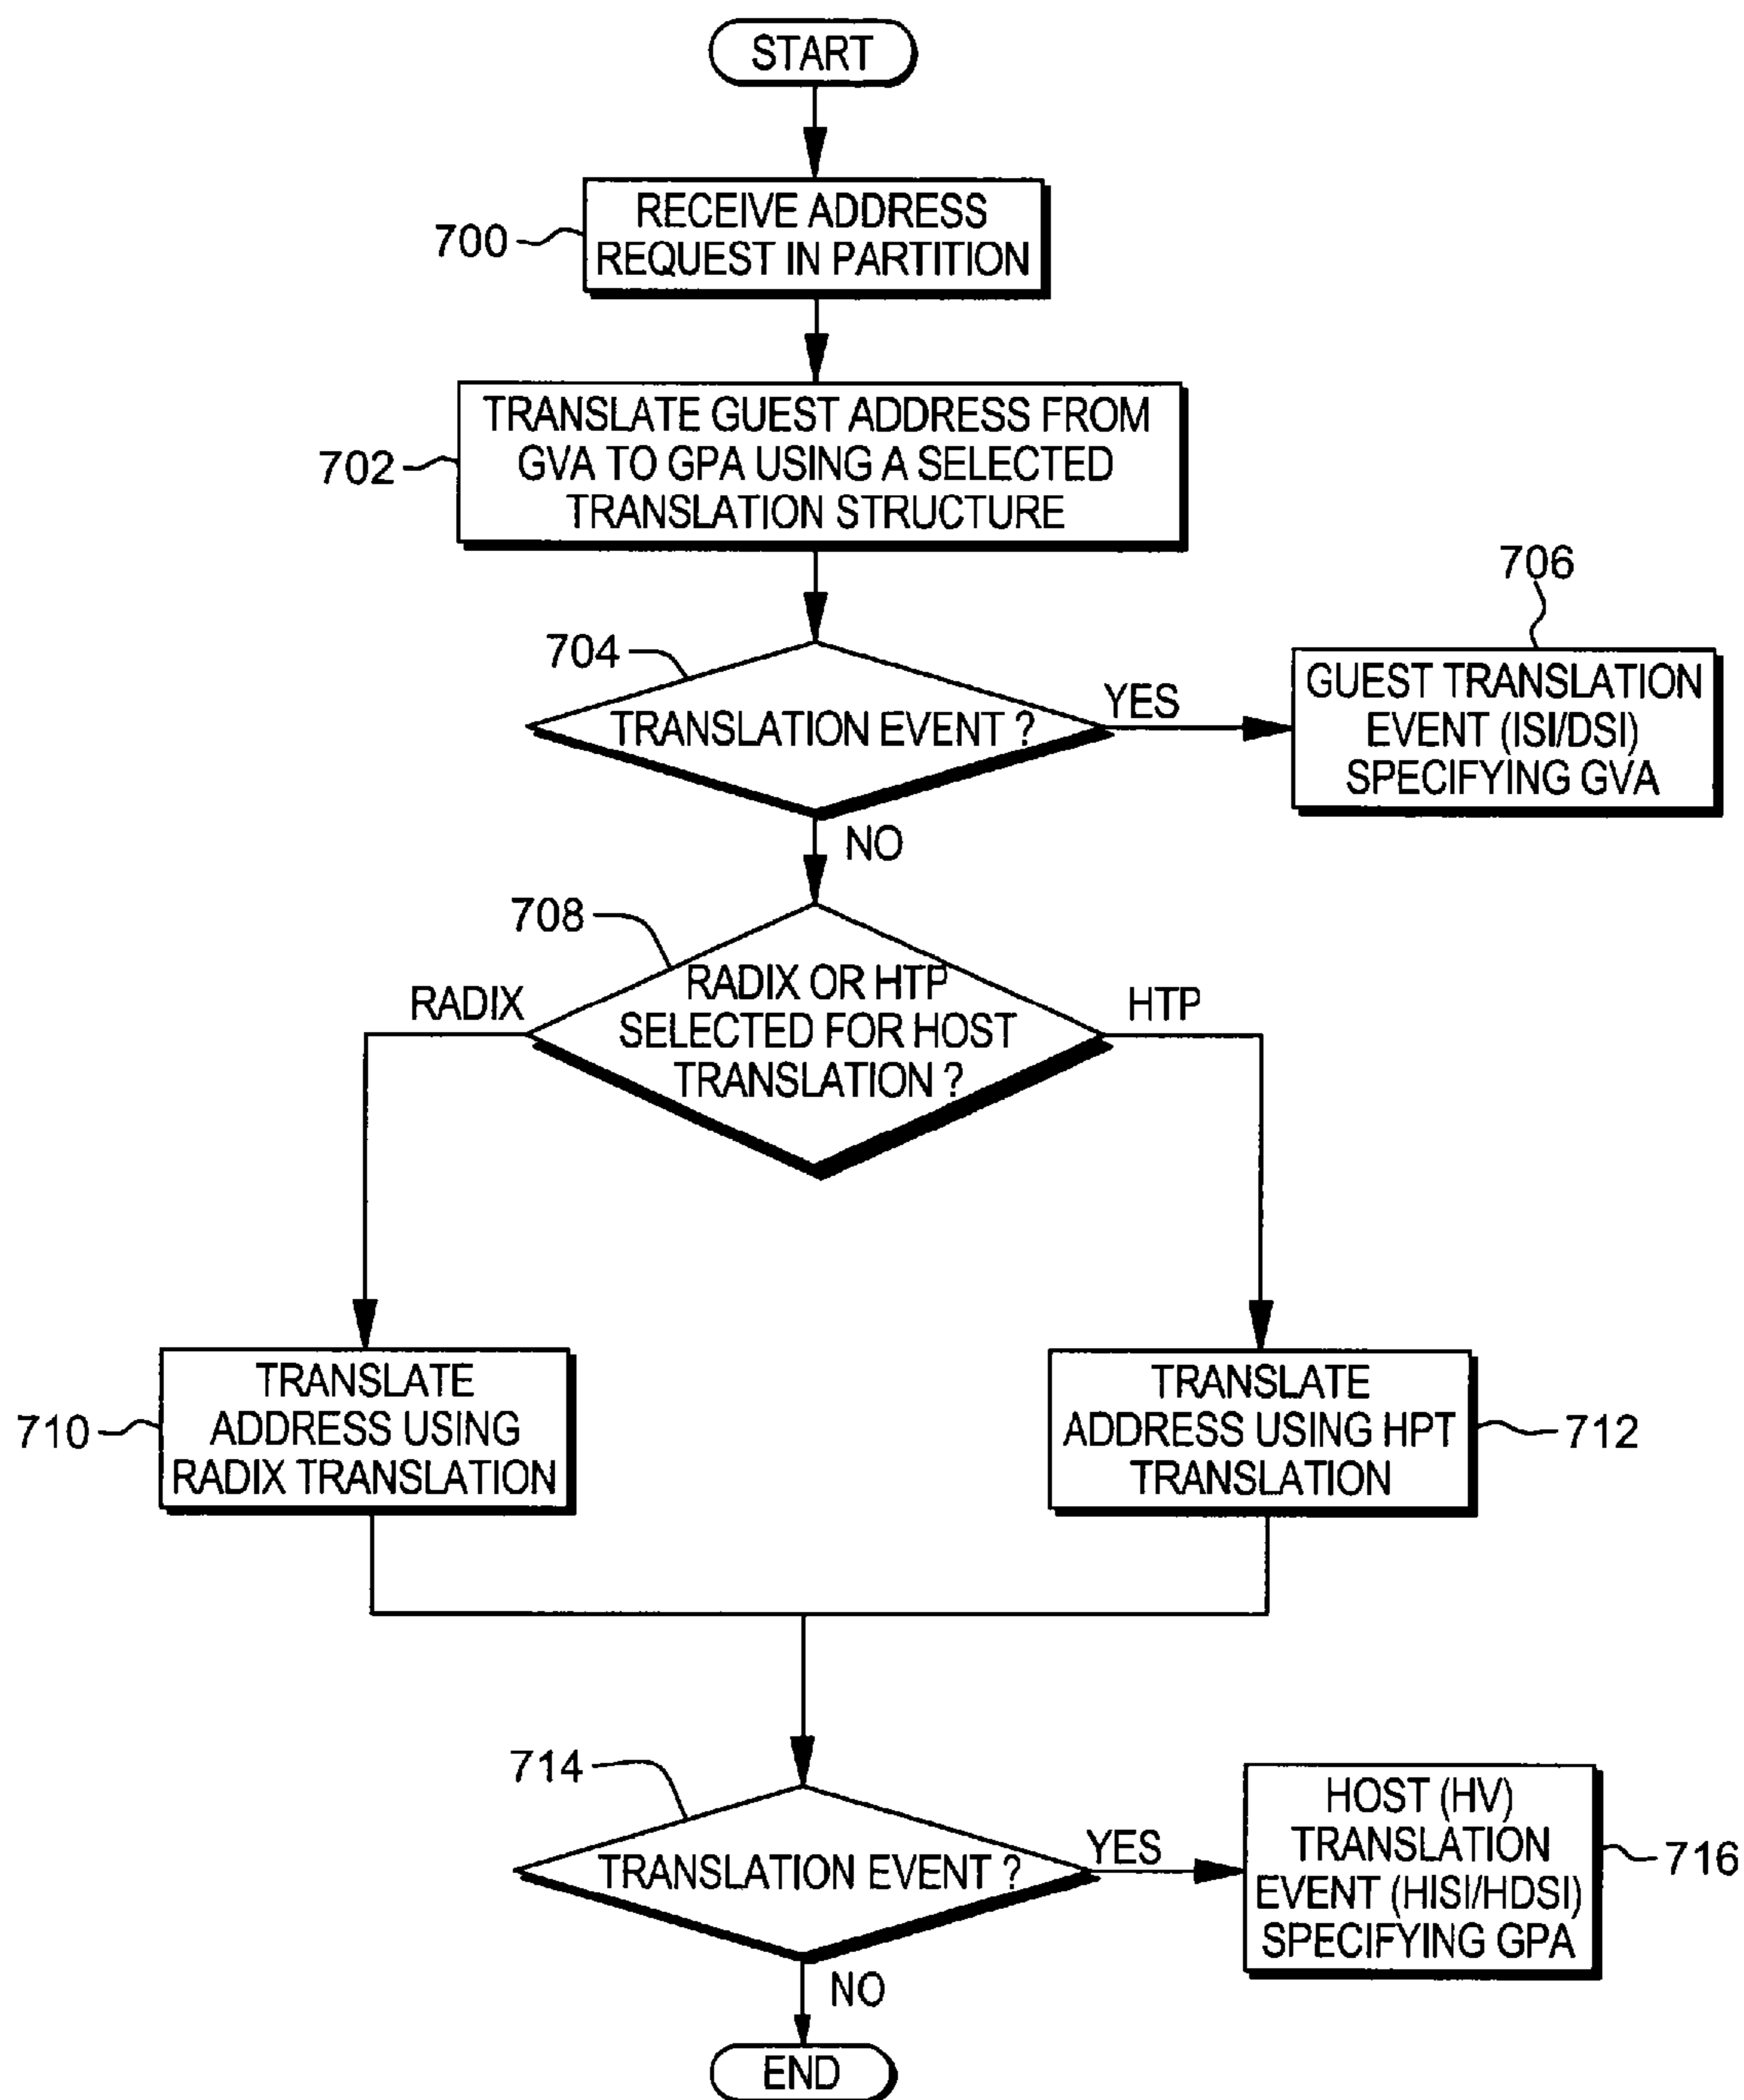 START
700
RECEIVE ADDRESS
REQUEST IN PARTITION
702
TRANSLATE GUEST ADDRESS FROM
GVA TO GPA USING A SELECTED
TRANSLATION STRUCTURE
704
TRANSLATION EVENT ?
YES
706
GUEST TRANSLATION
EVENT (ISI/DSI)
SPECIFYING GVA
NO
708
RADIX OR HTP
SELECTED FOR HOST
TRANSLATION ?
RADIX
HTP
710
TRANSLATE
ADDRESS USING
RADIX TRANSLATION
TRANSLATE
ADDRESS USING HPT
TRANSLATION
712
714
TRANSLATION EVENT ?
YES
HOST (HV)
TRANSLATION
EVENT (HISI/HDSI)
SPECIFYING GPA
716
NO
END